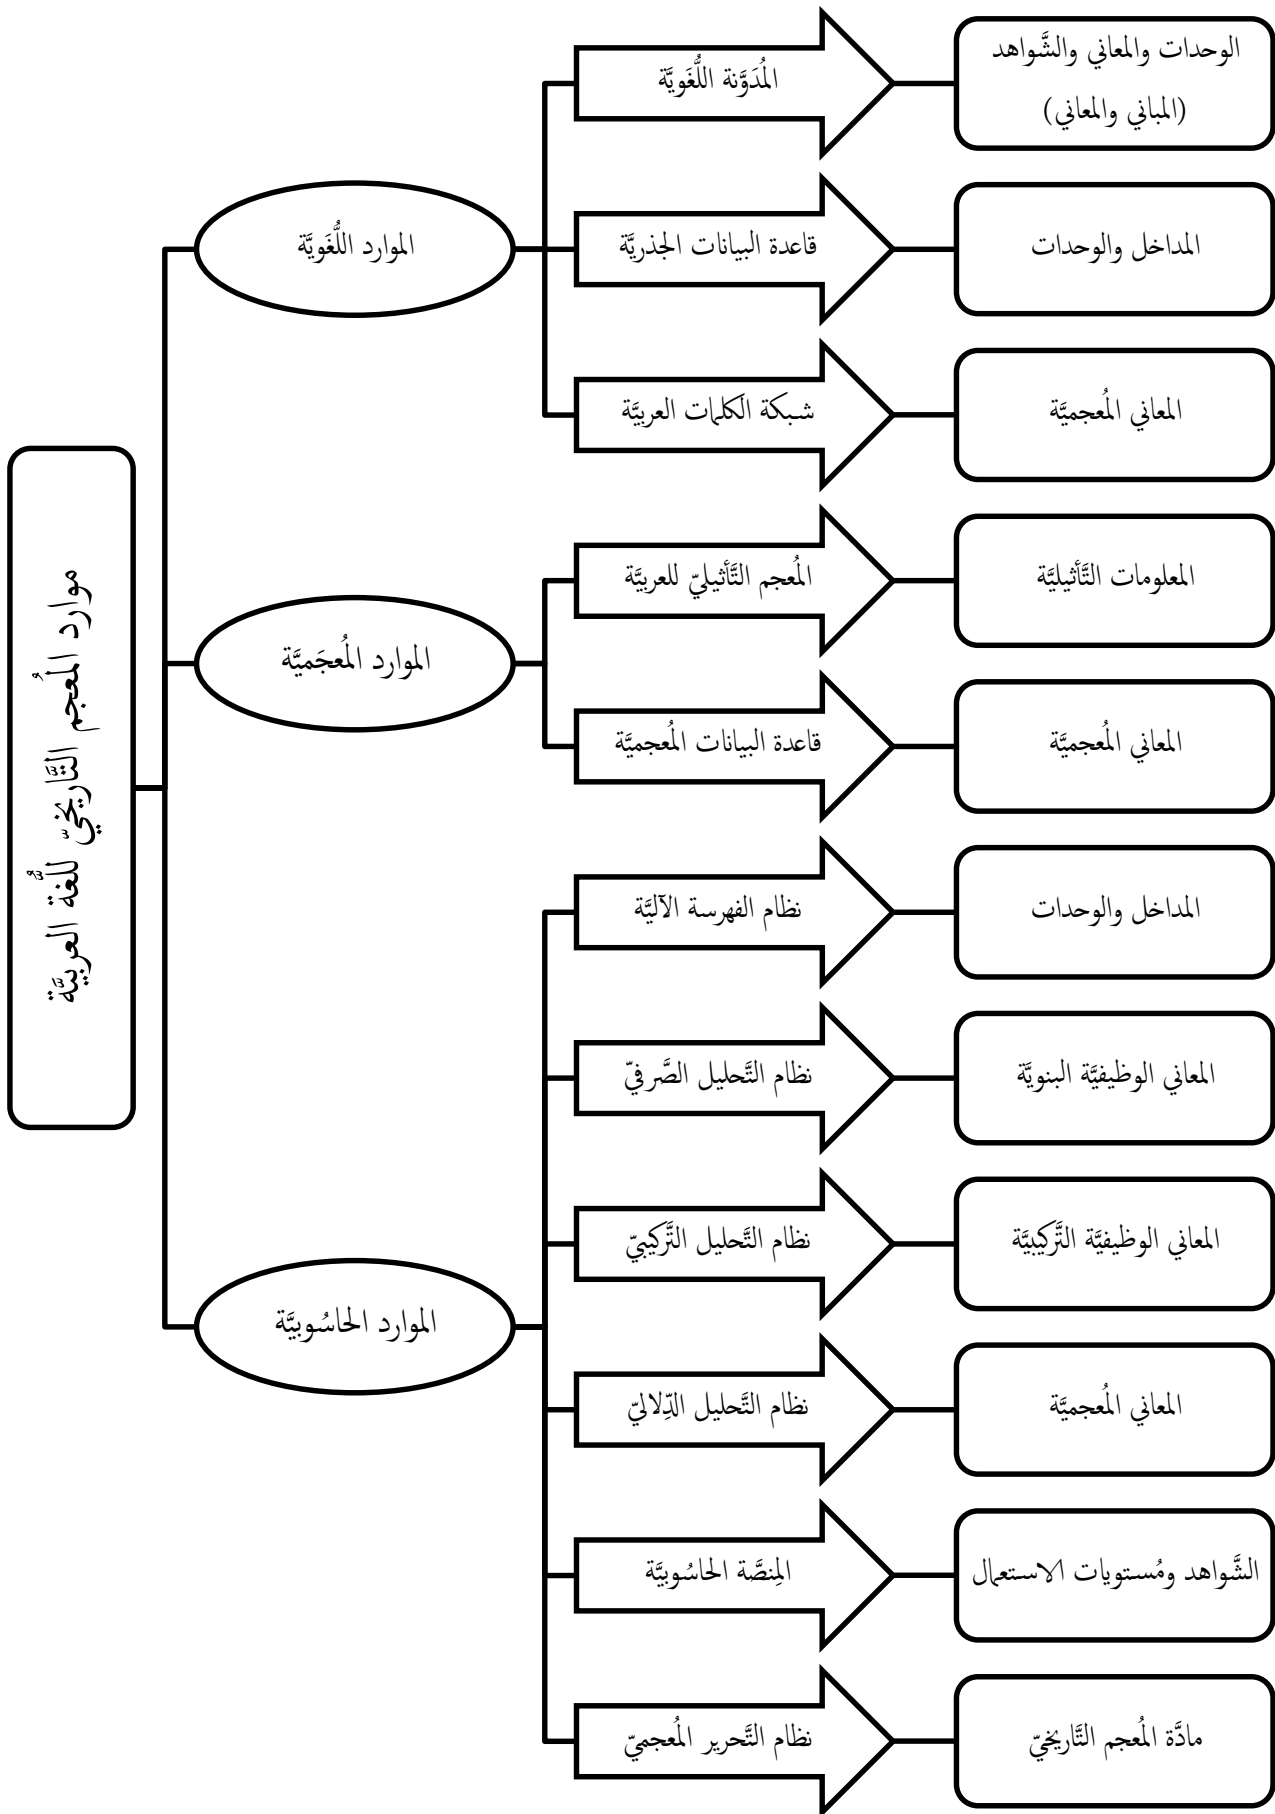 موارد المُعجم التَّاريخيّ للُّغة العربيَّة
الموارد اللُّغَويَّة
المُدَوَّنة اللُّغَويَّة
الوحدات والمعاني والشَّواهد
(المباني والمعاني)
قاعدة البيانات الجذريَّة
المداخل والوحدات
شبكة الكلمات العربيَّة
المعاني المُعجميَّة
الموارد المُعجَميَّة
المُعجم التَّأثيليّ للعربيَّة
المعلومات التَّأثيليَّة
قاعدة البيانات المُعجميَّة
المعاني المُعجميَّة
الموارد الحاسُوبيَّة
نظام الفهرسة الآليَّة
المداخل والوحدات
نظام التَّحليل الصَّرفيّ
المعاني الوظيفيَّة البنويَّة
نظام التَّحليل التَّركيبيّ
المعاني الوظيفيَّة التَّركيبيَّة
نظام التَّحليل الدِّلاليّ
المعاني المُعجميَّة
المِنصَّة الحاسُوبيَّة
الشَّواهد ومُستويات الاستعمال
نظام التَّحرير المُعجميّ
مادَّة المُعجم التَّاريخيّ